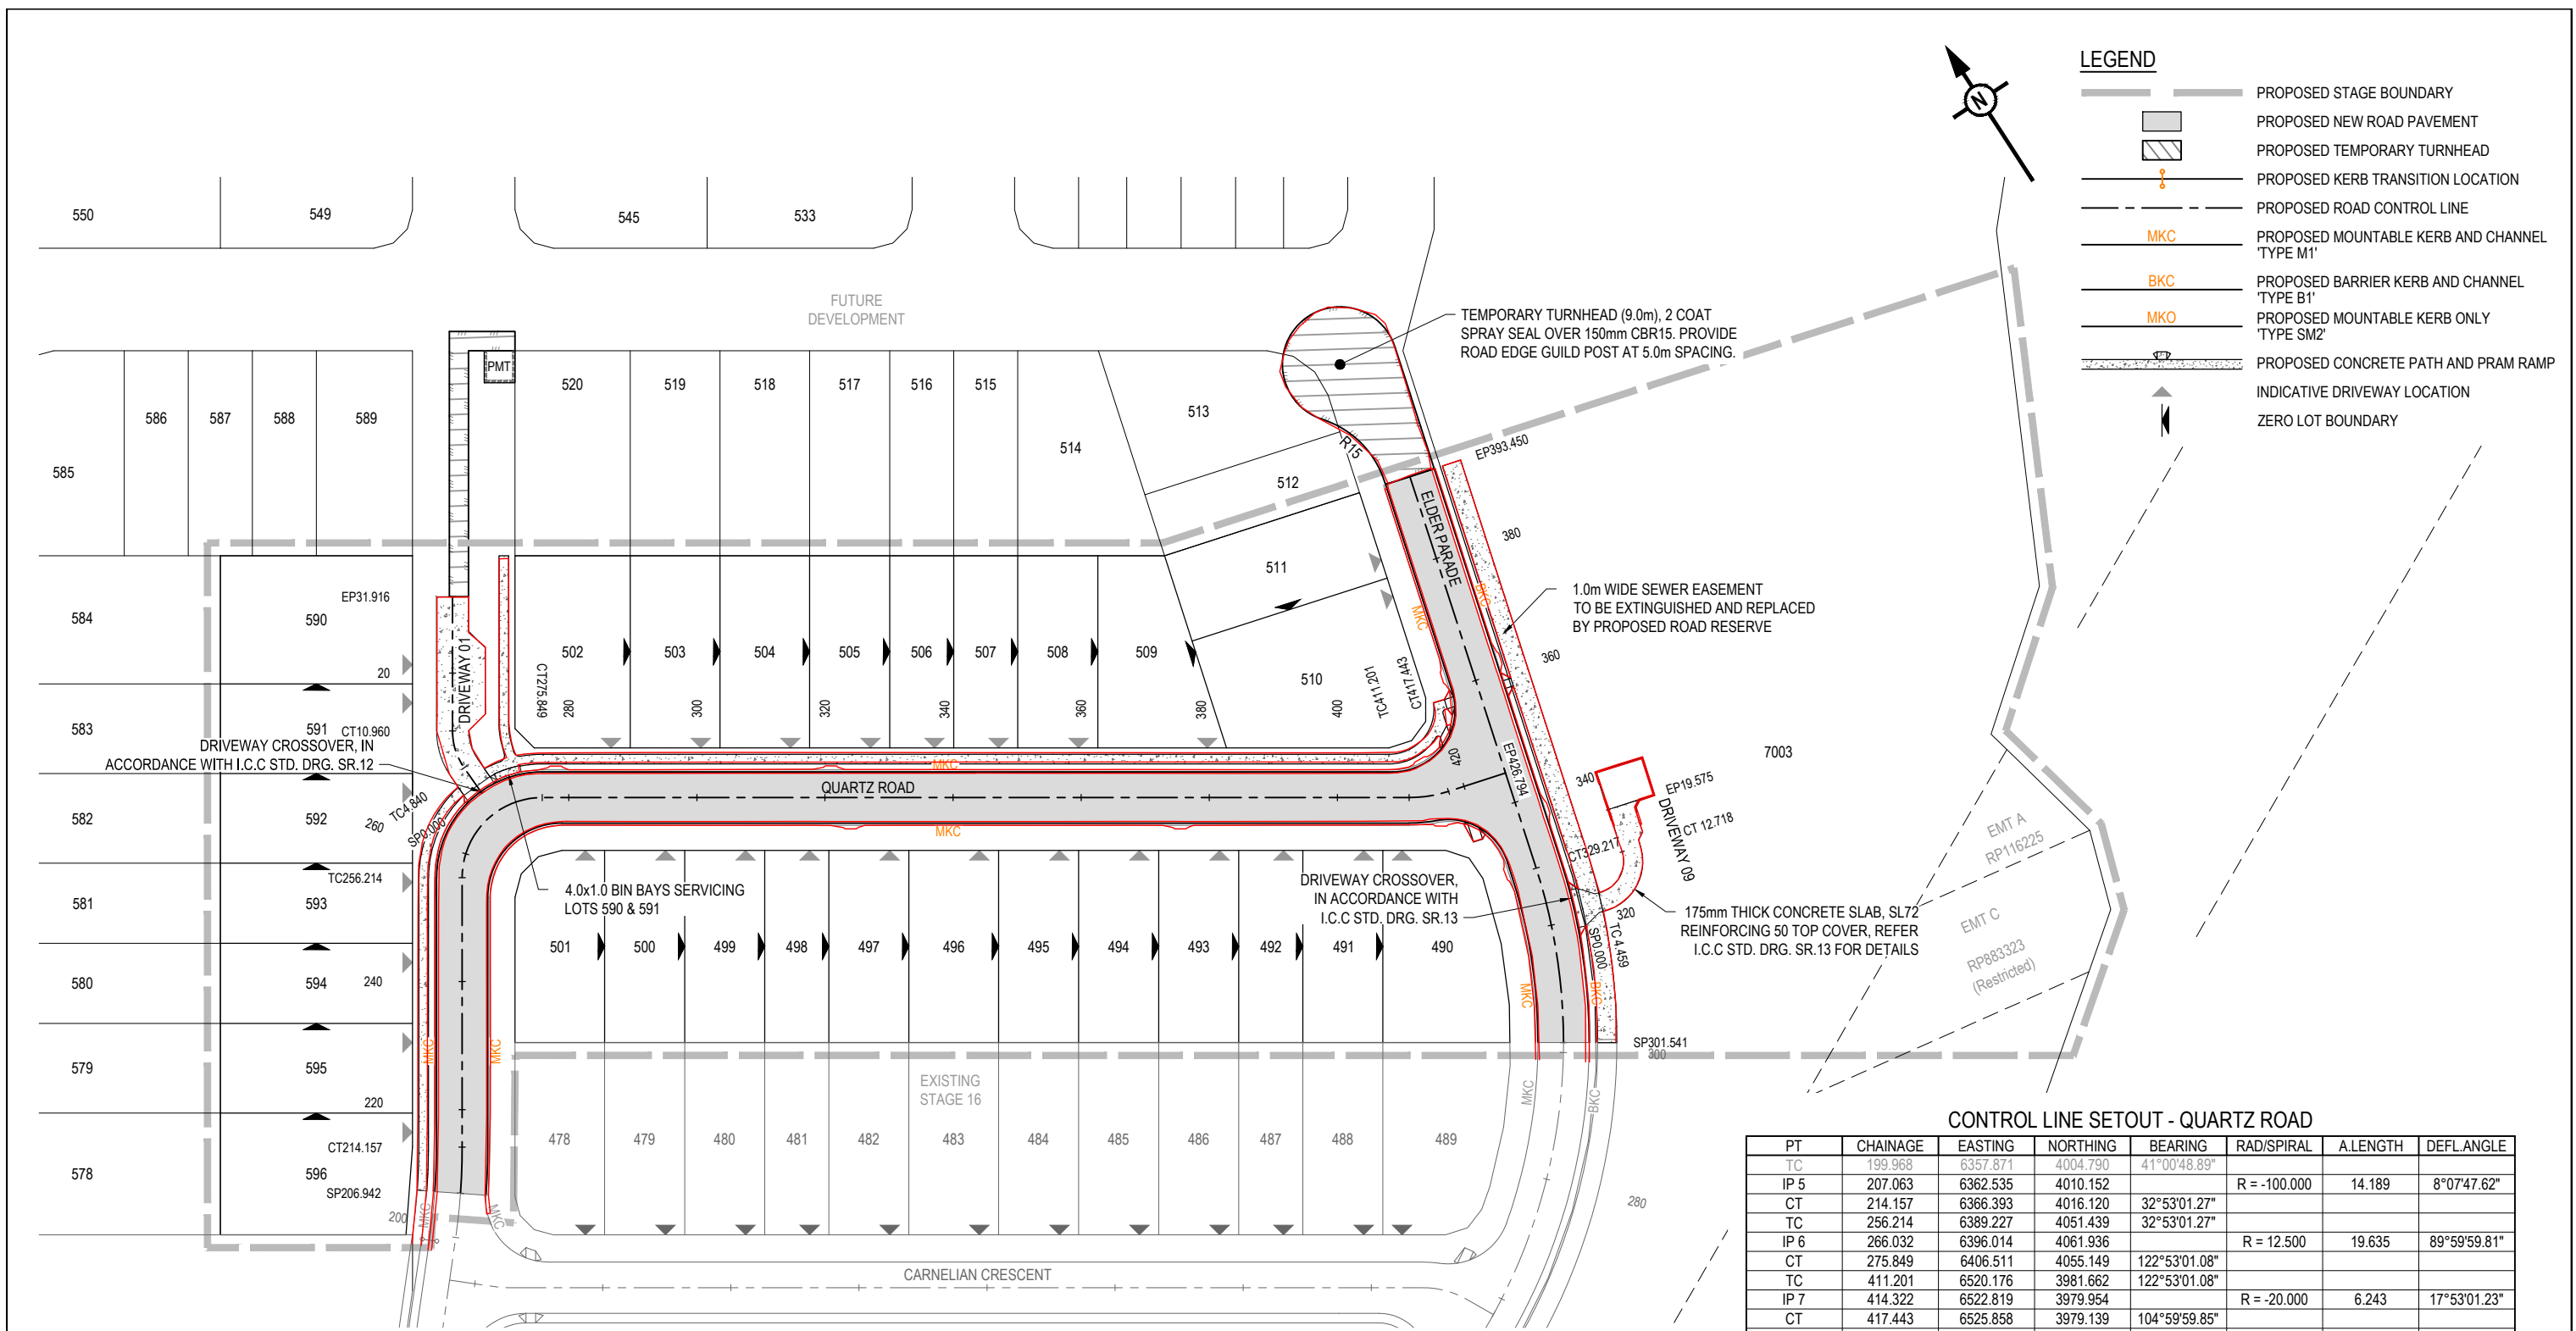 LEGEND
PROPOSED STAGE BOUNDARY
PROPOSED NEW ROAD PAVEMENT
PROPOSED TEMPORARY TURNHEAD
PROPOSED KERB TRANSITION LOCATION
PROPOSED ROAD CONTROL LINE
MKC
PROPOSED MOUNTABLE KERB AND CHANNEL
'TYPE M1'
BKC
PROPOSED BARRIER KERB AND CHANNEL
'TYPE B1'
MKO
PROPOSED MOUNTABLE KERB ONLY
'TYPE SM2'
PROPOSED CONCRETE PATH AND PRAM RAMP
INDICATIVE DRIVEWAY LOCATION
ZERO LOT BOUNDARY
N
550
549
545
533
FUTURE
DEVELOPMENT
TEMPORARY TURNHEAD (9.0m), 2 COAT
SPRAY SEAL OVER 150mm CBR15. PROVIDE
ROAD EDGE GUILD POST AT 5.0m SPACING.
PMT
585
586
587
588
589
520
519
518
517
516
515
514
513
512
R15
EP393.450
ELDER PARADE
380
511
1.0m WIDE SEWER EASEMENT
TO BE EXTINGUISHED AND REPLACED
BY PROPOSED ROAD RESERVE
BKC
MKC
360
584
590
EP31.916
20
DRIVEWAY 01
502
503
504
505
506
507
508
509
510
CT275.849
280
300
320
340
360
380
400
TC411.201
CT417.443
583
591
CT10.960
DRIVEWAY CROSSOVER, IN
ACCORDANCE WITH I.C.C STD. DRG. SR.12
MKC
420
EP426.794
7003
340
EP19.575
DRIVEWAY 09
CT 12.718
QUARTZ ROAD
MKC
582
592
TC4.840
260
SP0.000
CT329.217
EMT A
RP116225
TC256.214
581
593
4.0x1.0 BIN BAYS SERVICING
LOTS 590 & 591
DRIVEWAY CROSSOVER,
IN ACCORDANCE WITH
I.C.C STD. DRG. SR.13
320
TC4.459
SP0.000
175mm THICK CONCRETE SLAB, SL72
REINFORCING 50 TOP COVER, REFER
I.C.C STD. DRG. SR.13 FOR DETAILS
EMT C
RP883323
(Restricted)
501
500
499
498
497
496
495
494
493
492
491
490
580
594
240
MKC
BKC
MKC
MKC
SP301.541
300
579
595
220
EXISTING
STAGE 16
MKC
BKC
478
479
480
481
482
483
484
485
486
487
488
489
CT214.157
578
596
SP206.942
200
MKC
MKC
280
CARNELIAN CRESCENT
CONTROL LINE SETOUT - QUARTZ ROAD
PT CHAINAGE EASTING NORTHING BEARING RAD/SPIRAL A.LENGTH DEFL.ANGLE
TC 199.968 6357.871 4004.790 41°00'48.89"
IP 5 207.063 6362.535 4010.152 R = -100.000 14.189 8°07'47.62"
CT 214.157 6366.393 4016.120 32°53'01.27"
TC 256.214 6389.227 4051.439 32°53'01.27"
IP 6 266.032 6396.014 4061.936 R = 12.500 19.635 89°59'59.81"
CT 275.849 6406.511 4055.149 122°53'01.08"
TC 411.201 6520.176 3981.662 122°53'01.08"
IP 7 414.322 6522.819 3979.954 R = -20.000 6.243 17°53'01.23"
CT 417.443 6525.858 3979.139 104°59'59.85"